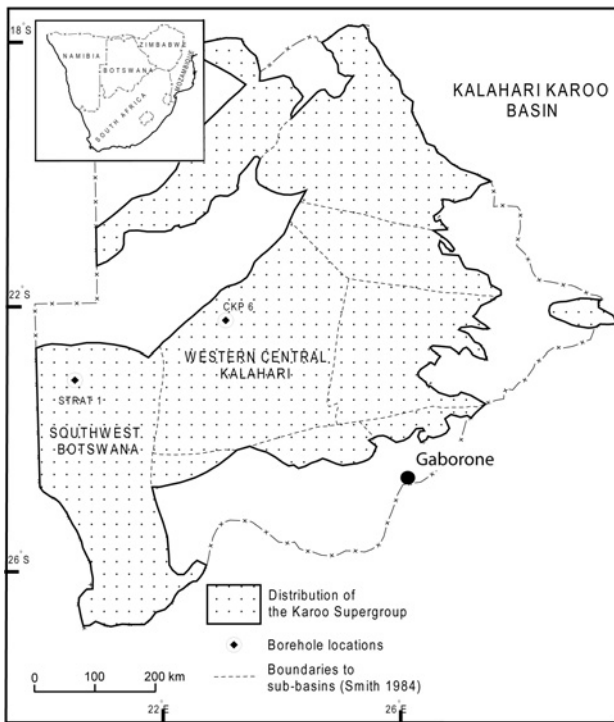 18°S
NAMIBIA
ZIMBABWE
BOTSWANA
MOZAMBIQUE
SOUTH AFRICA
KALAHARI KAROO
BASIN
22°S
CKP 6
WESTERN CENTRAL
KALAHARI
STRAT 1
SOUTHWEST
BOTSWANA
Gaborone
26°S
Distribution of
the Karoo Supergroup
Borehole locations
Boundaries to
sub-basins (Smith 1984)
0 100 200 km
22°E
26°E